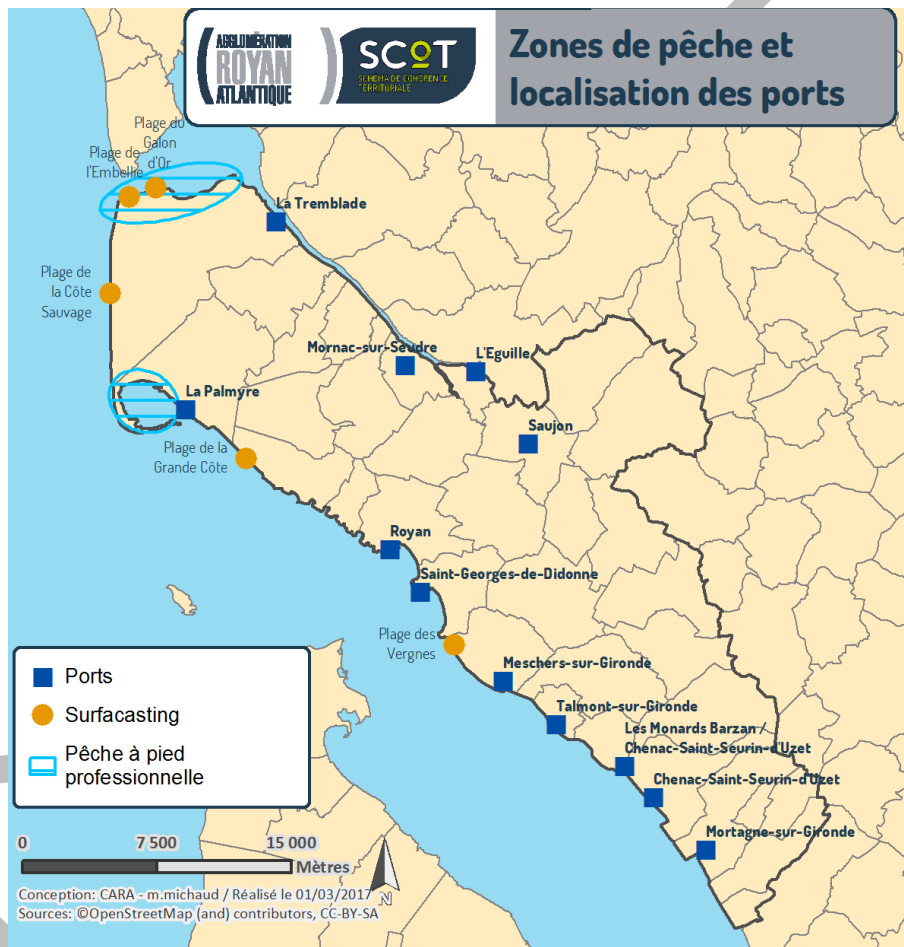 AGGLOMÉRATION
ROYAN
ATLANTIQUE
SCOT
SCHÉMA DE COHÉRENCE
TERRITORIALE
Zones de pêche et
localisation des ports
Plage du
Galon
d'Or
Plage de
l'Embellie
La Tremblade
Plage de
la Côte
Sauvage
Mornac-sur-Seudre
L'Eguille
La Palmyre
Saujon
Plage de la
Grande Côte
Royan
Saint-Georges-de-Didonne
Plage des
Vergnes
Meschers-sur-Gironde
Talmont-sur-Gironde
Les Monards Barzan /
Chenac-Saint-Seurin-d'Uzet
Chenac-Saint-Seurin-d'Uzet
Mortagne-sur-Gironde
Ports
Surfacasting
Pêche à pied
professionnelle
0 7 500 15 000
Mètres
N
Conception: CARA - m.michaud / Réalisé le 01/03/2017
Sources: ©OpenStreetMap (and) contributors, CC-BY-SA